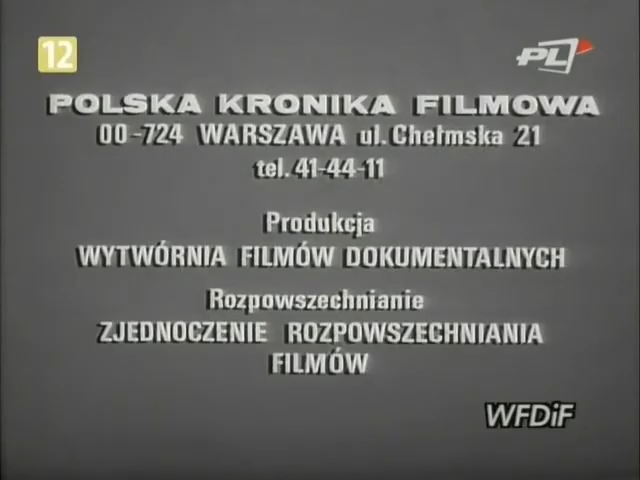 12
PL
POLSKA KRONIKA FILMOWA
00-724 WARSZAWA ul. Chełmska 21
tel. 41-44-11
Produkcja
WYTWÓRNIA FILMÓW DOKUMENTALNYCH
Rozpowszechnianie
ZJEDNOCZENIE ROZPOWSZECHNIANIA
FILMÓW
WFDiF